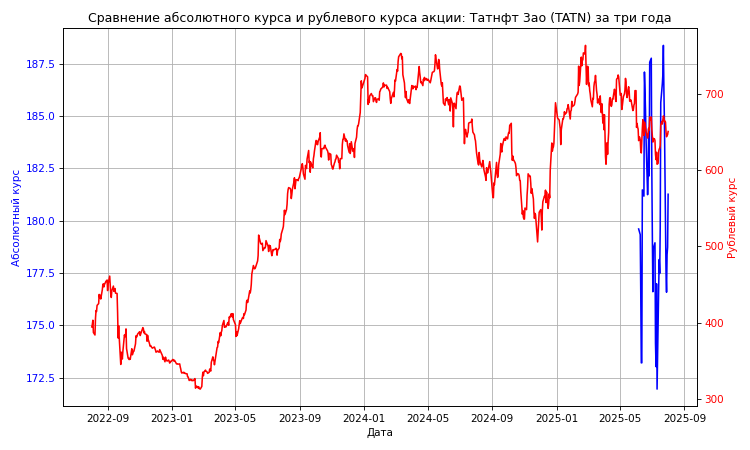 Сравнение абсолютного курса и рублевого курса акции: Татнфт 3ао (TATN) за три года
187.5
185.0
182.5
180.0
177.5
175.0
172.5
Абсолютный курс
700
600
500
400
300
Рублевый курс
2022-09 2023-01 2023-05 2023-09 2024-01 2024-05 2024-09 2025-01 2025-05 2025-09
Дата